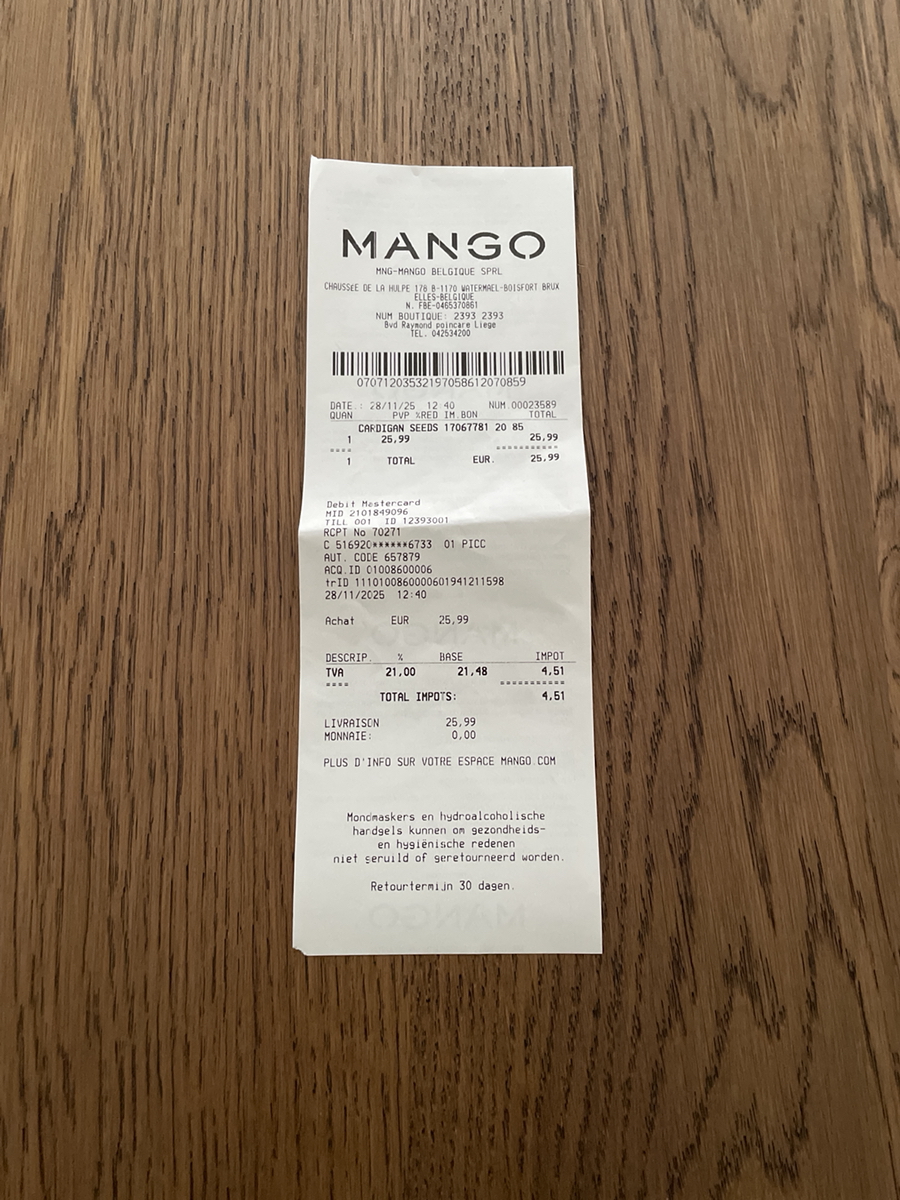 MANGO
MNG-MANGO BELGIQUE SPRL
CHAUSSéE DE LA HULPE 178 B-1170 WATERMAEL-BOISFORT BRUX
ELLES-BELGIQUE
N. FBE-0465370861
NUM BOUTIQUE: 2393 2393
Bvd Raymond poincare Liege
TEL. 042534200
07071203532197058612070859
DATE.: 28/11/25 12 40 NUM.00023589
QUAN PVP %RED IM.BON TOTAL
CARDIGAN SEEDS 17067781 20 85
1 25,99 25,99
==== ===========
1 TOTAL EUR. 25,99
Debit Mastercard
MID 2101849096
TILL 001 ID 12393001
RCPT No 70271
C 516920******6733 01 PICC
AUT. CODE 657879
ACQ.ID 01008600006
trID 1110100860000601941211598
28/11/2025 12:40
Achat EUR 25,99
DESCRIP. % BASE IMPOT
TVA 21,00 21,48 4,51
==== ===========
TOTAL IMPOTS: 4,51
LIVRAISON 25,99
MONNAIE: 0,00
PLUS D'INFO SUR VOTRE ESPACE MANGO.COM
Mondmaskers en hydroalcoholische
handgels kunnen om gezondheids-
en hygiënische redenen
niet geruild of geretourneerd worden.
Retourtermijn 30 dagen.